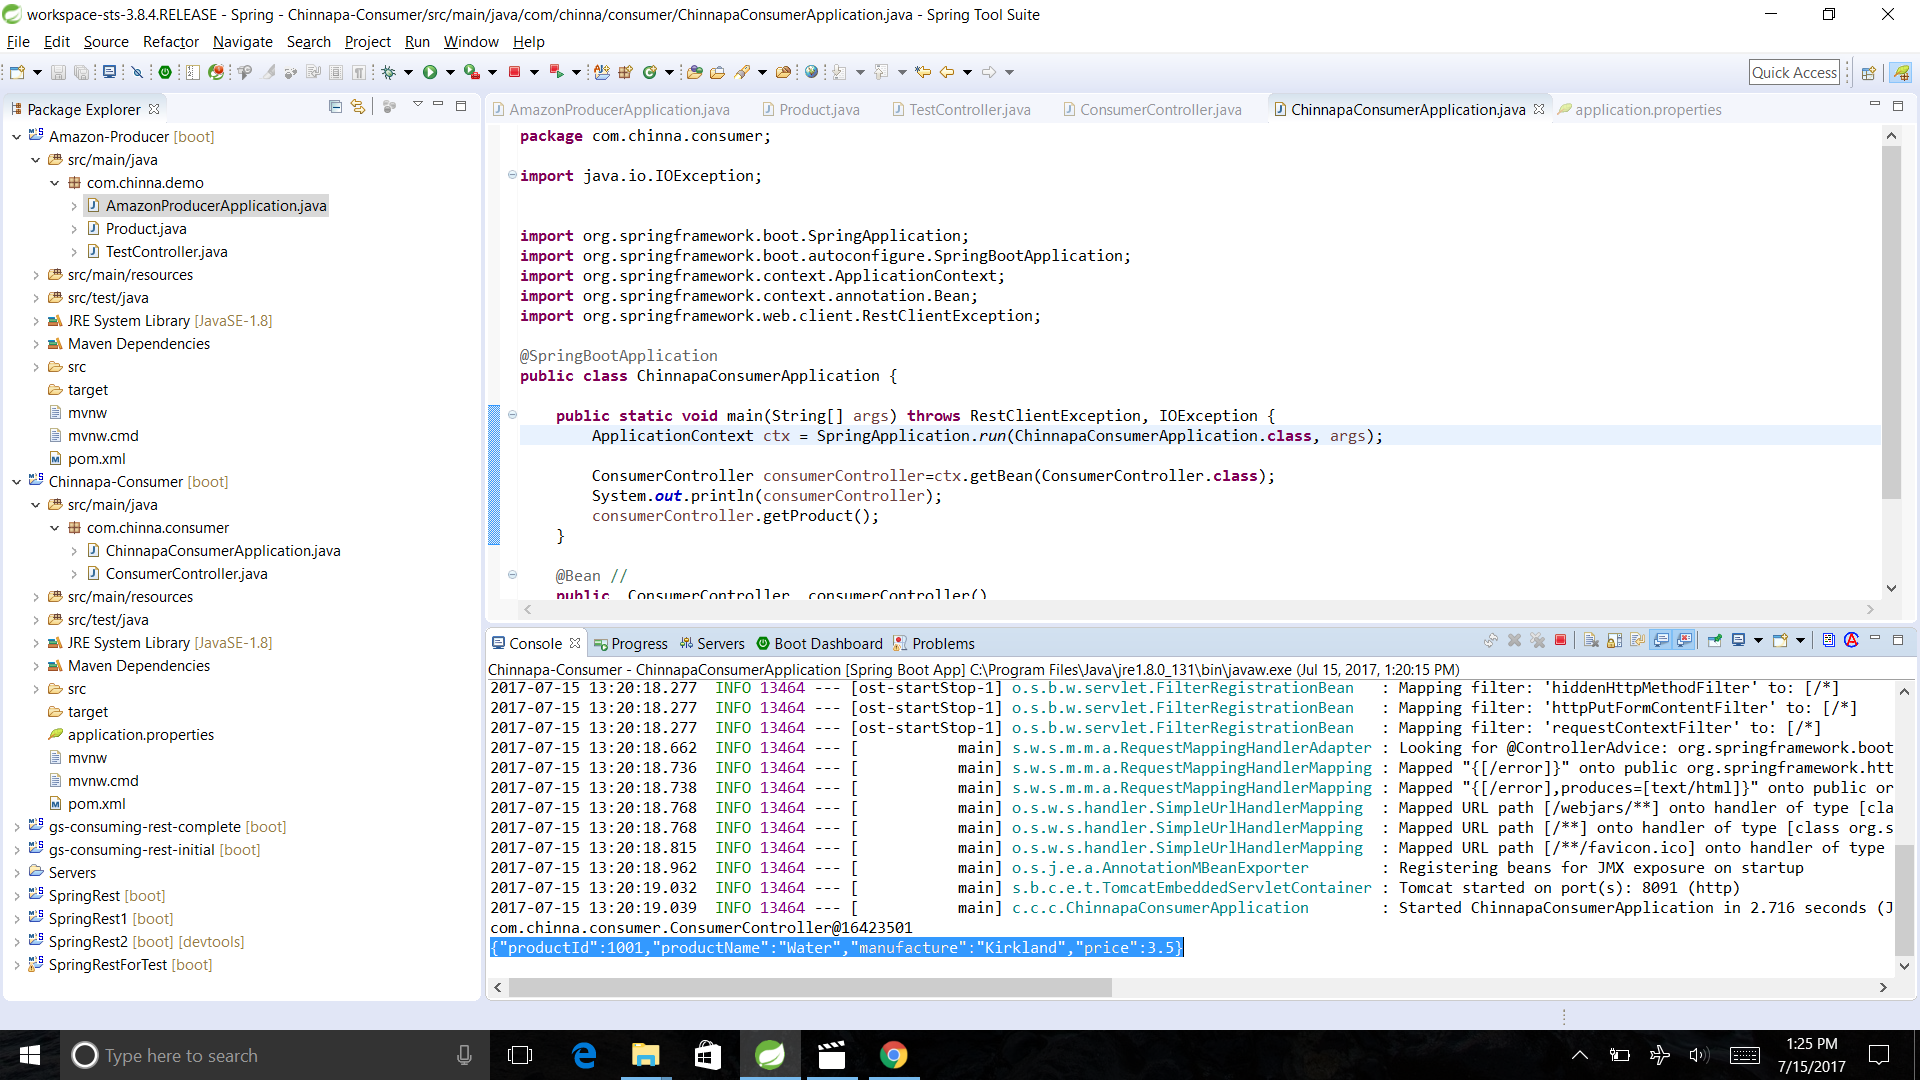 workspace-sts-3.8.4.RELEASE - Spring - Chinnapa-Consumer/src/main/java/com/chinna/consumer/ChinnapaConsumerApplication.java - Spring Tool Suite
File Edit Source Refactor Navigate Search Project Run Window Help
Quick Access
Package Explorer
Amazon-Producer [boot]
src/main/java
com.chinna.demo
AmazonProducerApplication.java
Product.java
TestController.java
src/main/resources
src/test/java
JRE System Library [JavaSE-1.8]
Maven Dependencies
src
target
mvnw
mvnw.cmd
pom.xml
Chinnapa-Consumer [boot]
src/main/java
com.chinna.consumer
ChinnapaConsumerApplication.java
ConsumerController.java
src/main/resources
src/test/java
JRE System Library [JavaSE-1.8]
Maven Dependencies
src
target
application.properties
mvnw
mvnw.cmd
pom.xml
gs-consuming-rest-complete [boot]
gs-consuming-rest-initial [boot]
Servers
SpringRest [boot]
SpringRest1 [boot]
SpringRest2 [boot] [devtools]
SpringRestForTest [boot]
AmazonProducerApplication.java Product.java TestController.java ConsumerController.java ChinnapaConsumerApplication.java application.properties
package com.chinna.consumer;
import java.io.IOException;
import org.springframework.boot.SpringApplication;
import org.springframework.boot.autoconfigure.SpringBootApplication;
import org.springframework.context.ApplicationContext;
import org.springframework.context.annotation.Bean;
import org.springframework.web.client.RestClientException;
@SpringBootApplication
public class ChinnapaConsumerApplication {
public static void main(String[] args) throws RestClientException, IOException {
ApplicationContext ctx = SpringApplication.run(ChinnapaConsumerApplication.class, args);
ConsumerController consumerController=ctx.getBean(ConsumerController.class);
System.out.println(consumerController);
consumerController.getProduct();
}
@Bean //
public ConsumerController consumerController()
Console Progress Servers Boot Dashboard Problems
Chinnapa-Consumer - ChinnapaConsumerApplication [Spring Boot App] C:\Program Files\Java\jre1.8.0_131\bin\javaw.exe (Jul 15, 2017, 1:20:15 PM)
2017-07-15 13:20:18.277 INFO 13464 --- [ost-startStop-1] o.s.b.w.servlet.FilterRegistrationBean : Mapping filter: 'hiddenHttpMethodFilter' to: [/*]
2017-07-15 13:20:18.277 INFO 13464 --- [ost-startStop-1] o.s.b.w.servlet.FilterRegistrationBean : Mapping filter: 'httpPutFormContentFilter' to: [/*]
2017-07-15 13:20:18.277 INFO 13464 --- [ost-startStop-1] o.s.b.w.servlet.FilterRegistrationBean : Mapping filter: 'requestContextFilter' to: [/*]
2017-07-15 13:20:18.662 INFO 13464 --- [ main] s.w.s.m.m.a.RequestMappingHandlerAdapter : Looking for @ControllerAdvice: org.springframework.boot
2017-07-15 13:20:18.736 INFO 13464 --- [ main] s.w.s.m.m.a.RequestMappingHandlerMapping : Mapped "{[/error]}" onto public org.springframework.htt
2017-07-15 13:20:18.738 INFO 13464 --- [ main] s.w.s.m.m.a.RequestMappingHandlerMapping : Mapped "{[/error],produces=[text/html]}" onto public or
2017-07-15 13:20:18.768 INFO 13464 --- [ main] o.s.w.s.handler.SimpleUrlHandlerMapping : Mapped URL path [/webjars/**] onto handler of type [cla
2017-07-15 13:20:18.768 INFO 13464 --- [ main] o.s.w.s.handler.SimpleUrlHandlerMapping : Mapped URL path [/**] onto handler of type [class org.s
2017-07-15 13:20:18.815 INFO 13464 --- [ main] o.s.w.s.handler.SimpleUrlHandlerMapping : Mapped URL path [/**/favicon.ico] onto handler of type
2017-07-15 13:20:18.962 INFO 13464 --- [ main] o.s.j.e.a.AnnotationMBeanExporter : Registering beans for JMX exposure on startup
2017-07-15 13:20:19.032 INFO 13464 --- [ main] s.b.c.e.t.TomcatEmbeddedServletContainer : Tomcat started on port(s): 8091 (http)
2017-07-15 13:20:19.039 INFO 13464 --- [ main] c.c.c.ChinnapaConsumerApplication : Started ChinnapaConsumerApplication in 2.716 seconds (J
com.chinna.consumer.ConsumerController@16423501
{"productId":1001,"productName":"Water","manufacture":"Kirkland","price":3.5}
Type here to search
1:25 PM
7/15/2017